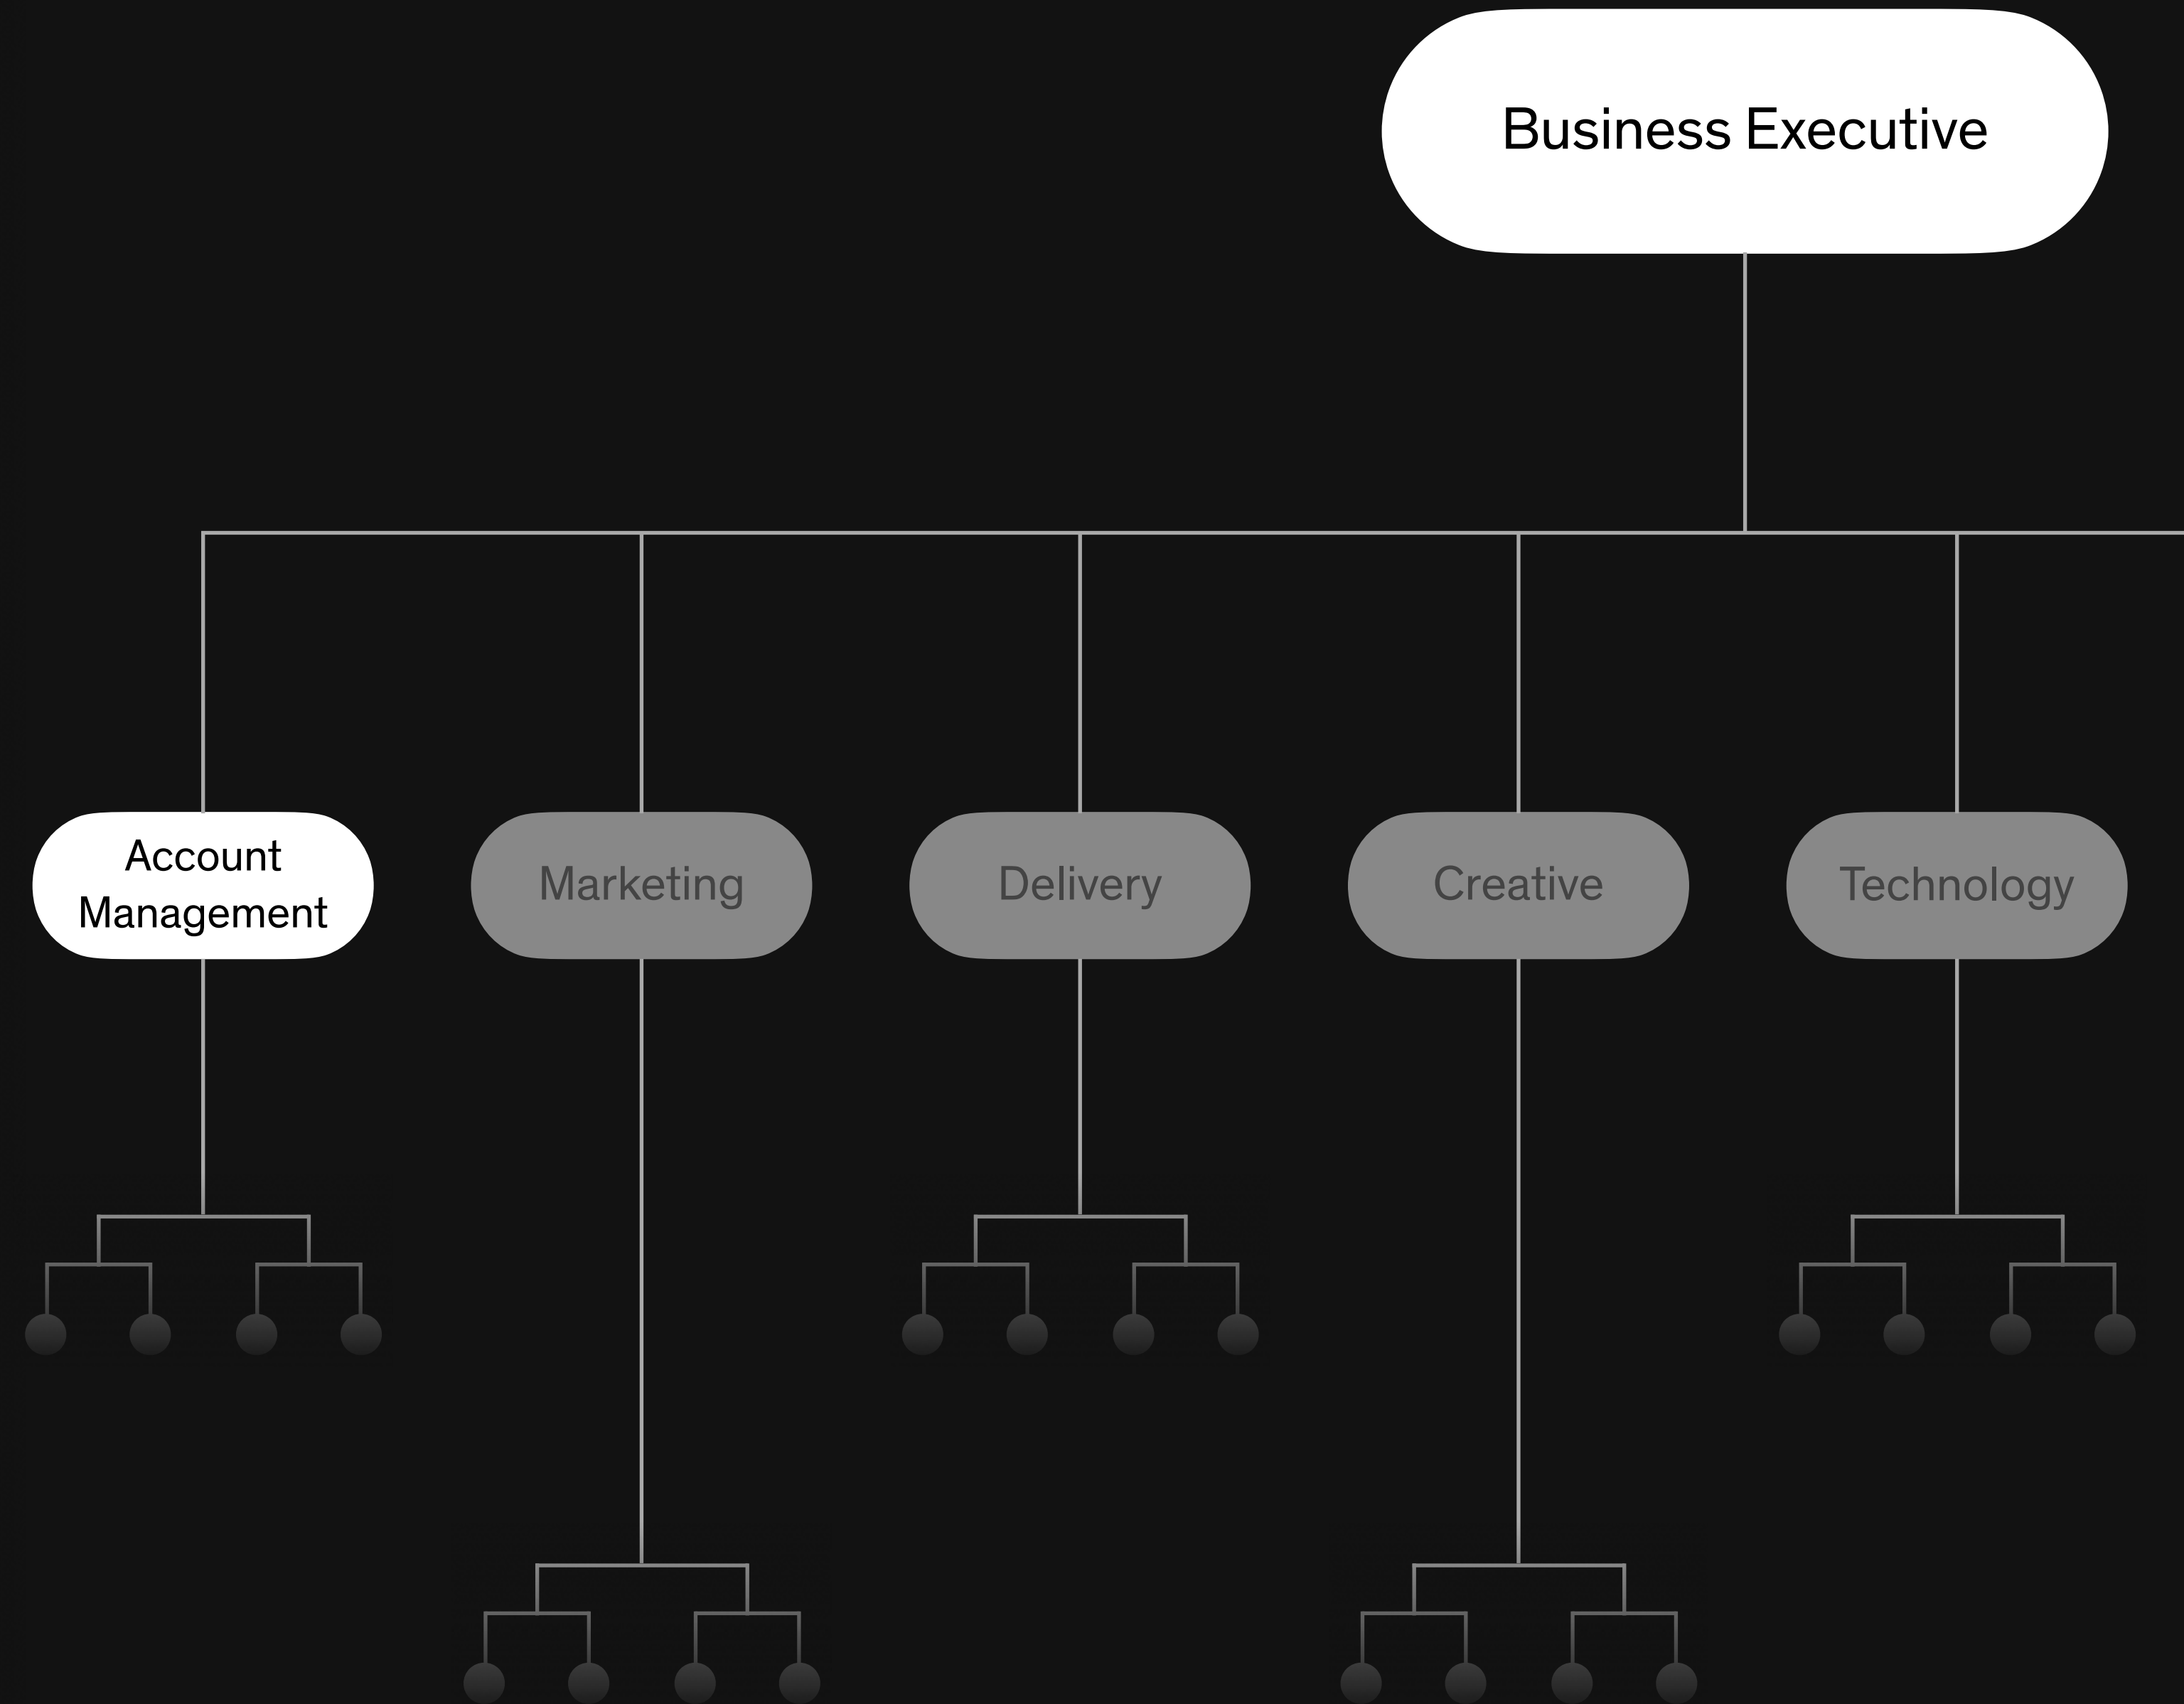 Business Executive
Account
Management
Marketing
Delivery
Creative
Technology